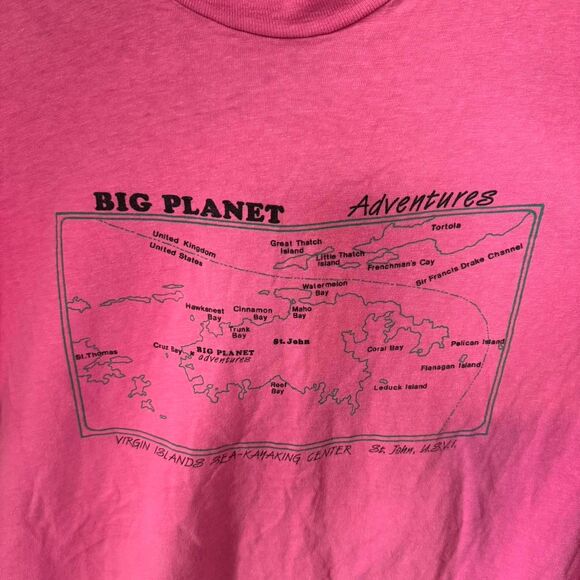 BIG PLANET Adventures
United Kingdom
United States
Great Thatch
Island
Little Thatch
Island
Tortola
Frenchman's Cay
Sir Francis Drake Channel
Watermelon
Bay
Hawksnest
Bay
Cinnamon
Bay
Maho
Bay
Trunk
Bay
St. John
St. Thomas
Cruz Bay
BIG PLANET
adventures
Coral Bay
Pelican Island
Flanagan Island
Reef
Bay
Leduck Island
VIRGIN ISLANDS SEA-KAYAKING CENTER St. John, U.S.V.I.